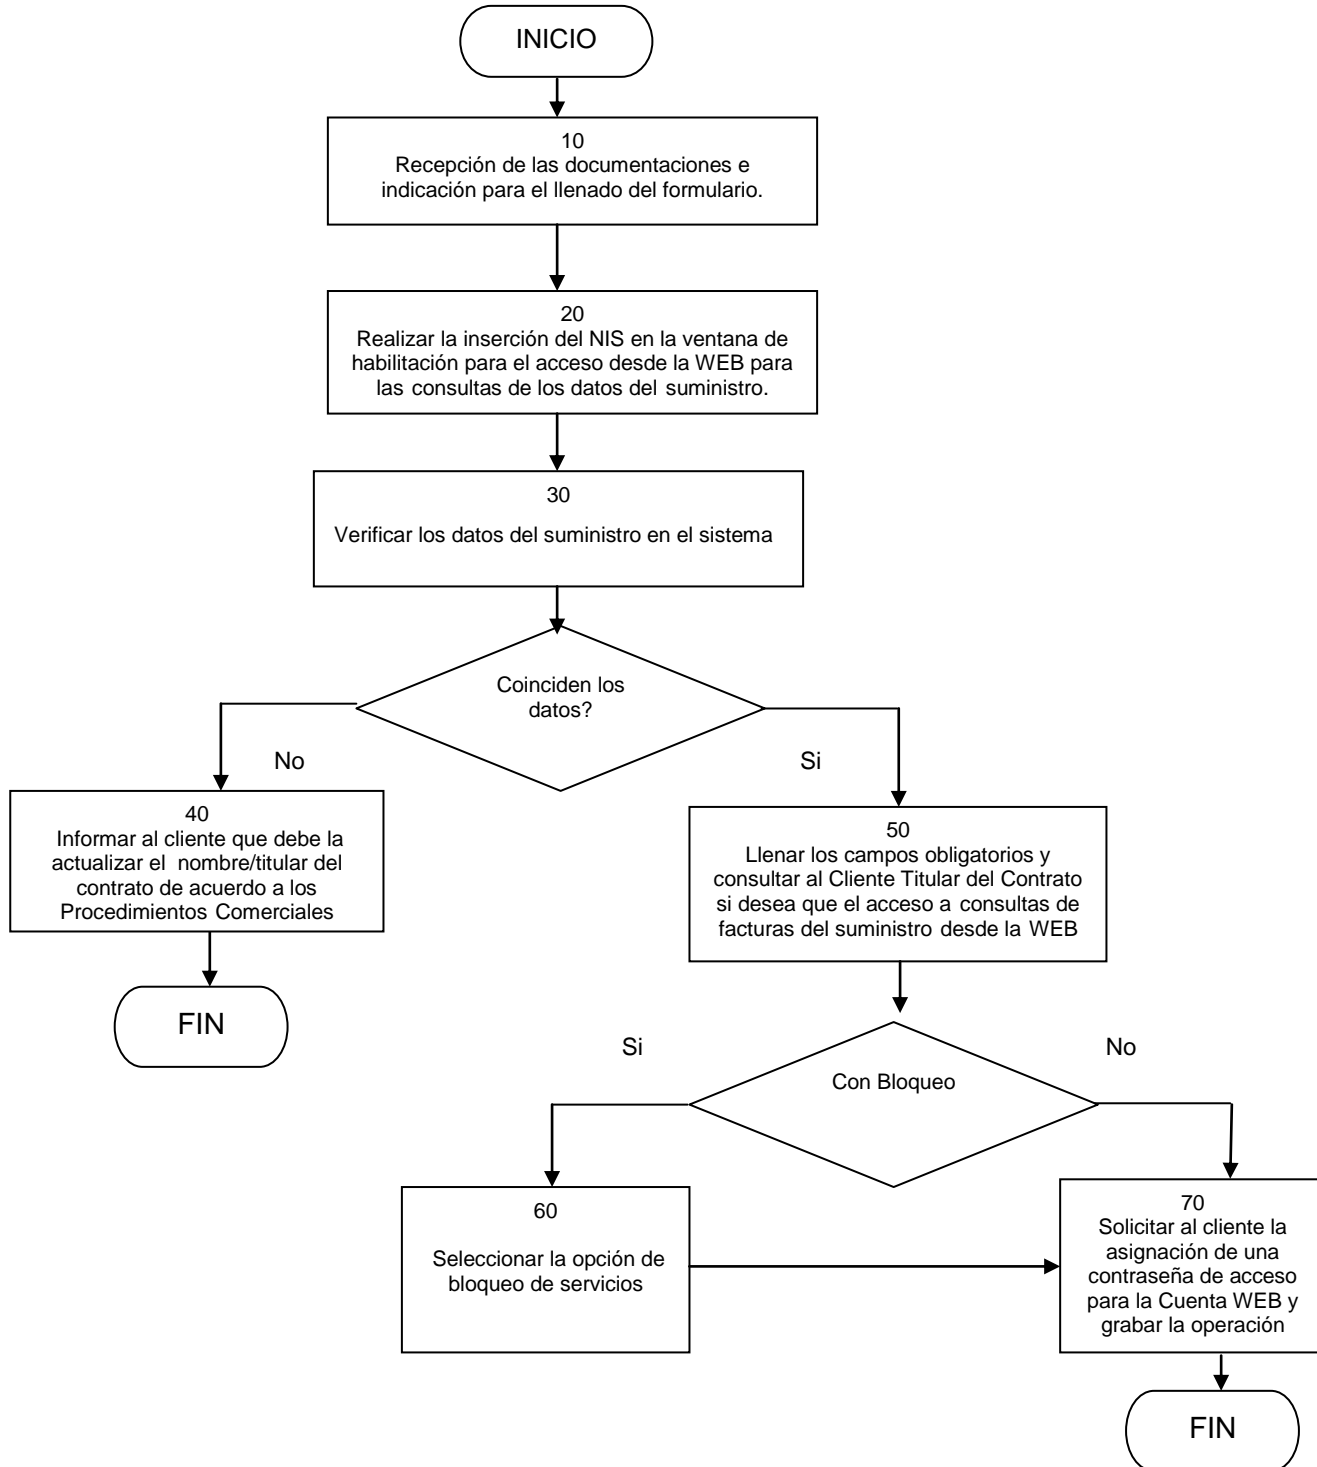 INICIO
10
Recepción de las documentaciones e
indicación para el llenado del formulario.
20
Realizar la inserción del NIS en la ventana de
habilitación para el acceso desde la WEB para
las consultas de los datos del suministro.
30
Verificar los datos del suministro en el sistema
Coinciden los
datos?
No
Si
40
Informar al cliente que debe la
actualizar el nombre/titular del
contrato de acuerdo a los
Procedimientos Comerciales
FIN
50
Llenar los campos obligatorios y
consultar al Cliente Titular del Contrato
si desea que el acceso a consultas de
facturas del suministro desde la WEB
Si
No
Con Bloqueo
60
Seleccionar la opción de
bloqueo de servicios
70
Solicitar al cliente la
asignación de una
contraseña de acceso
para la Cuenta WEB y
grabar la operación
FIN